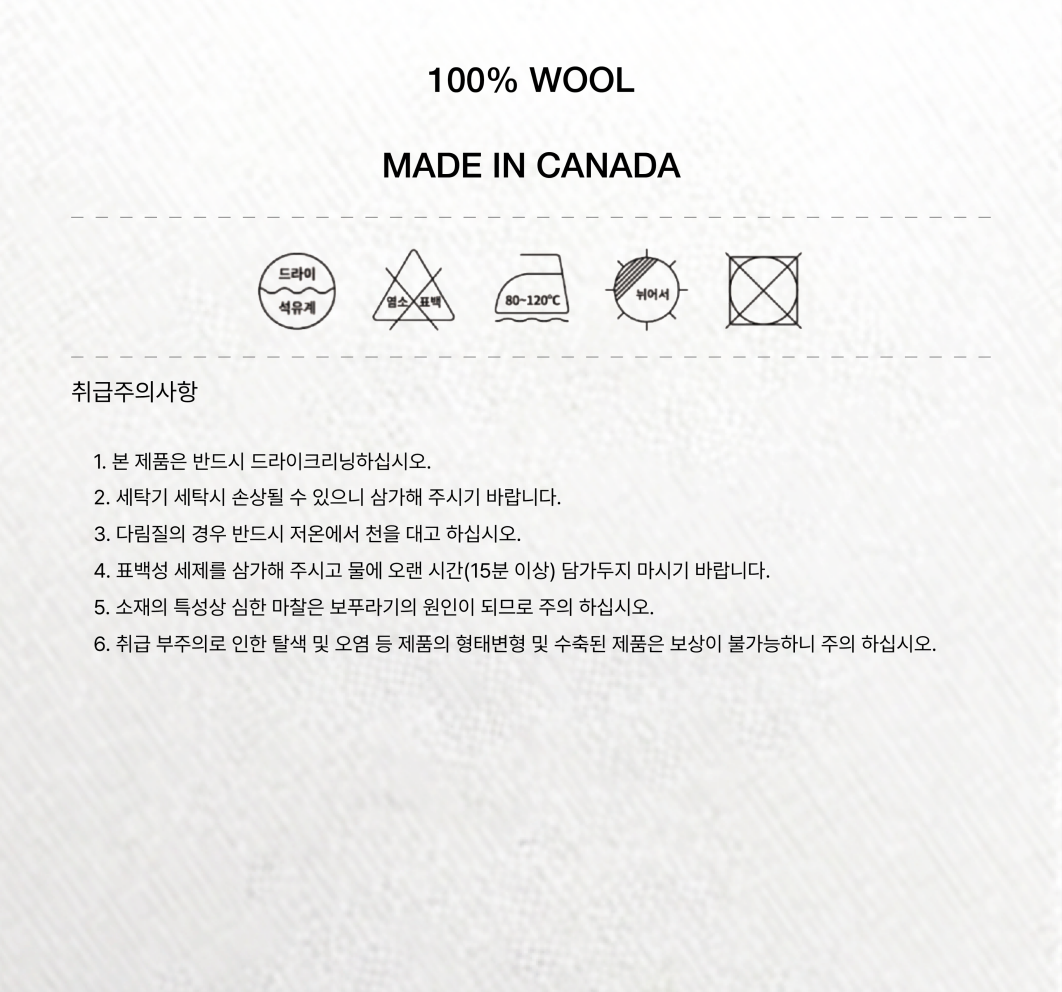 100% WOOL
MADE IN CANADA
드라이
석유계
염소 표백
80~120℃
뉘어서
취급주의사항
1. 본 제품은 반드시 드라이크리닝하십시오.
2. 세탁기 세탁시 손상될 수 있으니 삼가해 주시기 바랍니다.
3. 다림질의 경우 반드시 저온에서 천을 대고 하십시오.
4. 표백성 세제를 삼가해 주시고 물에 오랜 시간(15분 이상) 담가두지 마시기 바랍니다.
5. 소재의 특성상 심한 마찰은 보푸라기의 원인이 되므로 주의 하십시오.
6. 취급 부주의로 인한 탈색 및 오염 등 제품의 형태변형 및 수축된 제품은 보상이 불가능하니 주의 하십시오.